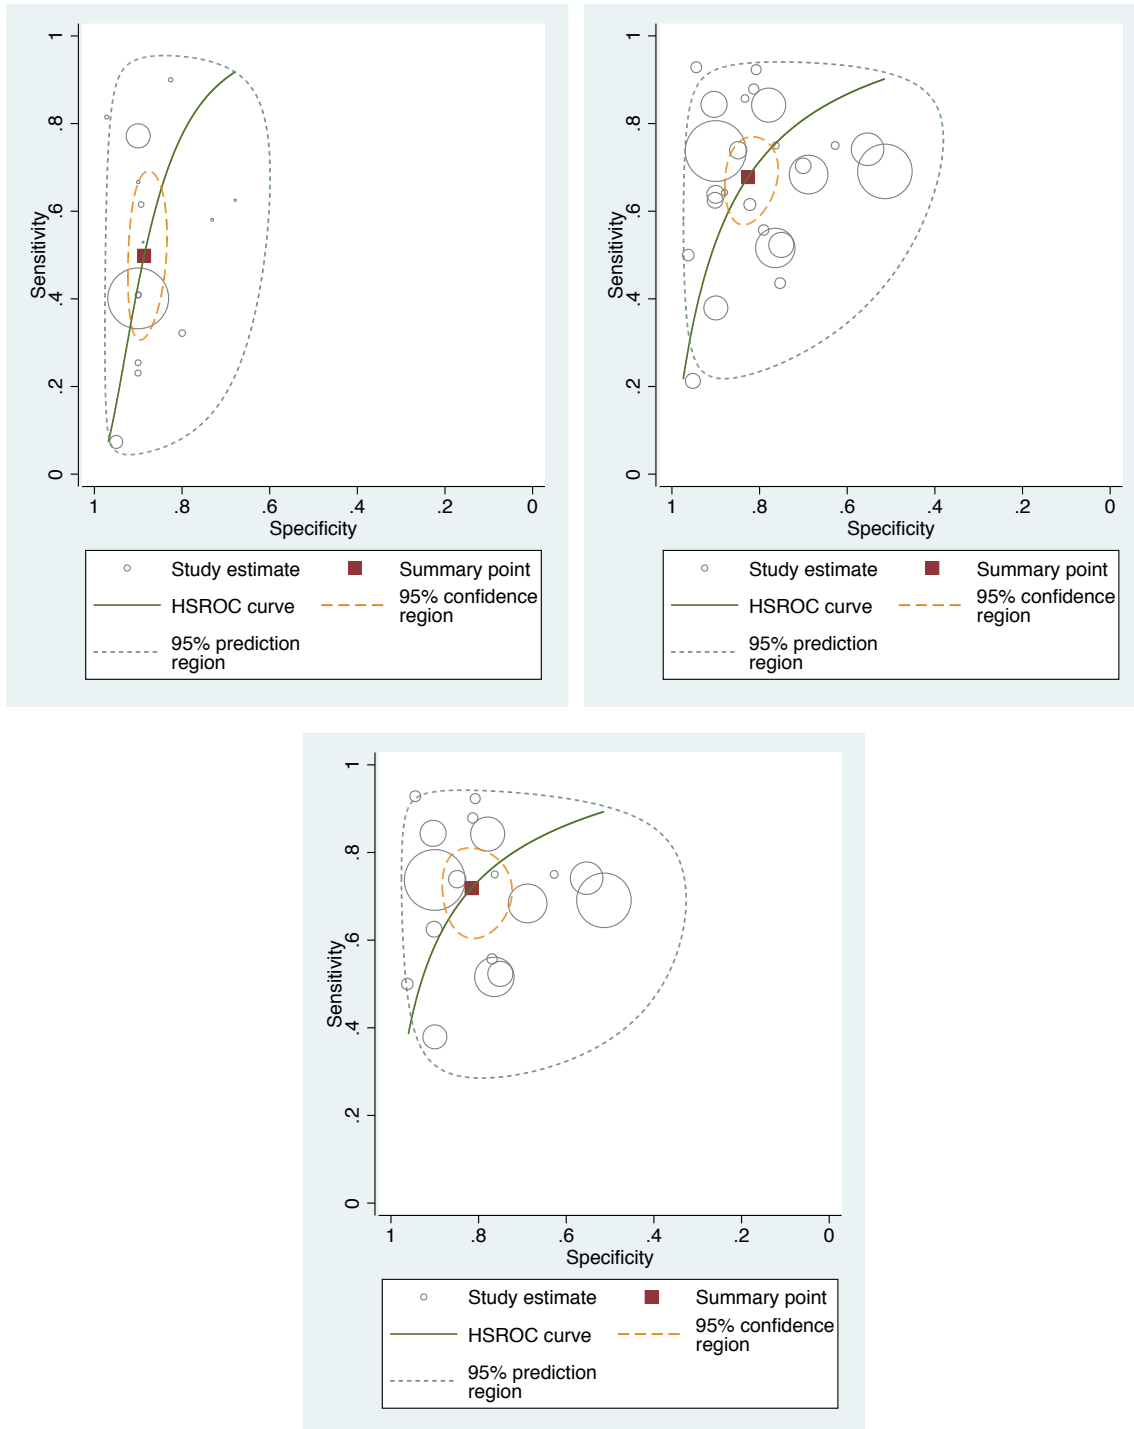 1
.8
.6
.4
.2
0
Sensitivity
1
.8
.6
.4
.2
0
Specificity
Study estimate
Summary point
HSROC curve
95% confidence
region
95% prediction
region
1
.8
.6
.4
.2
0
Sensitivity
1
.8
.6
.4
.2
0
Specificity
Study estimate
Summary point
HSROC curve
95% confidence
region
95% prediction
region
1
.8
.6
.4
.2
0
Sensitivity
1
.8
.6
.4
.2
0
Specificity
Study estimate
Summary point
HSROC curve
95% confidence
region
95% prediction
region